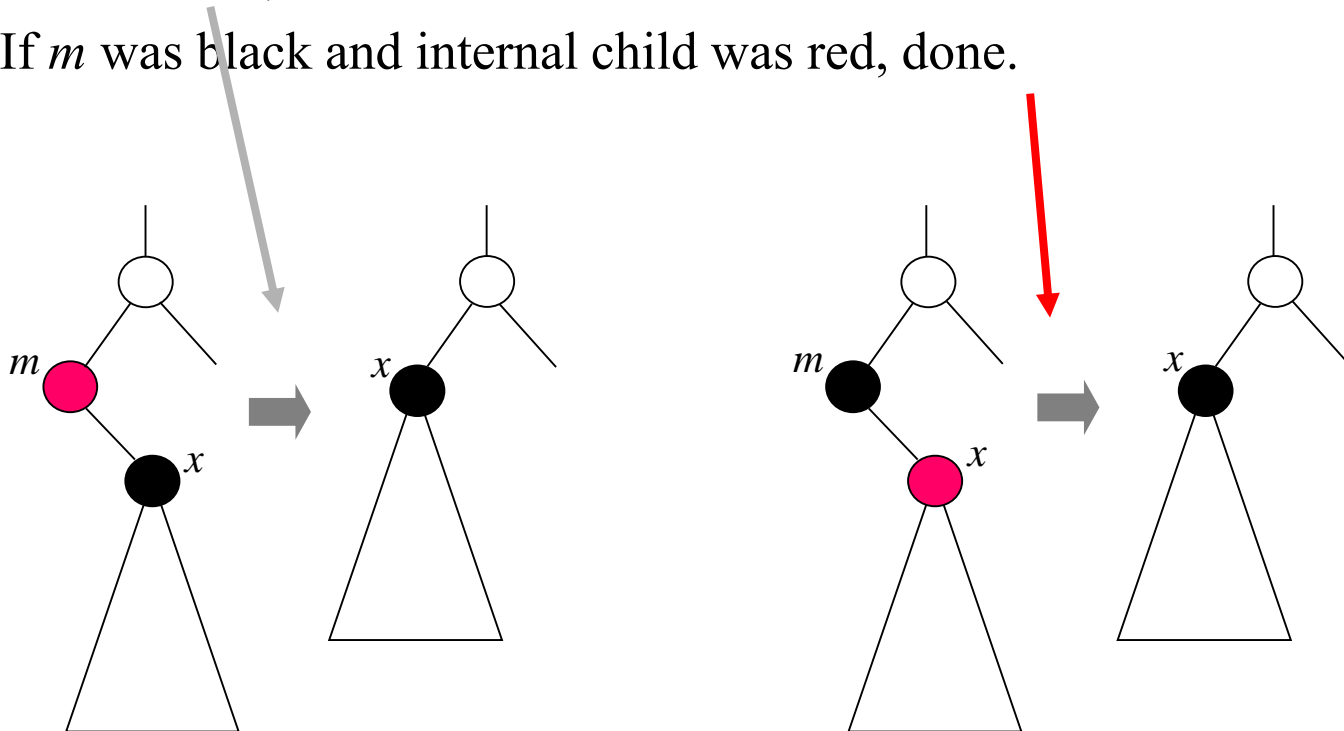 If m was black and internal child was red, done.
m
x
x
m
x
x